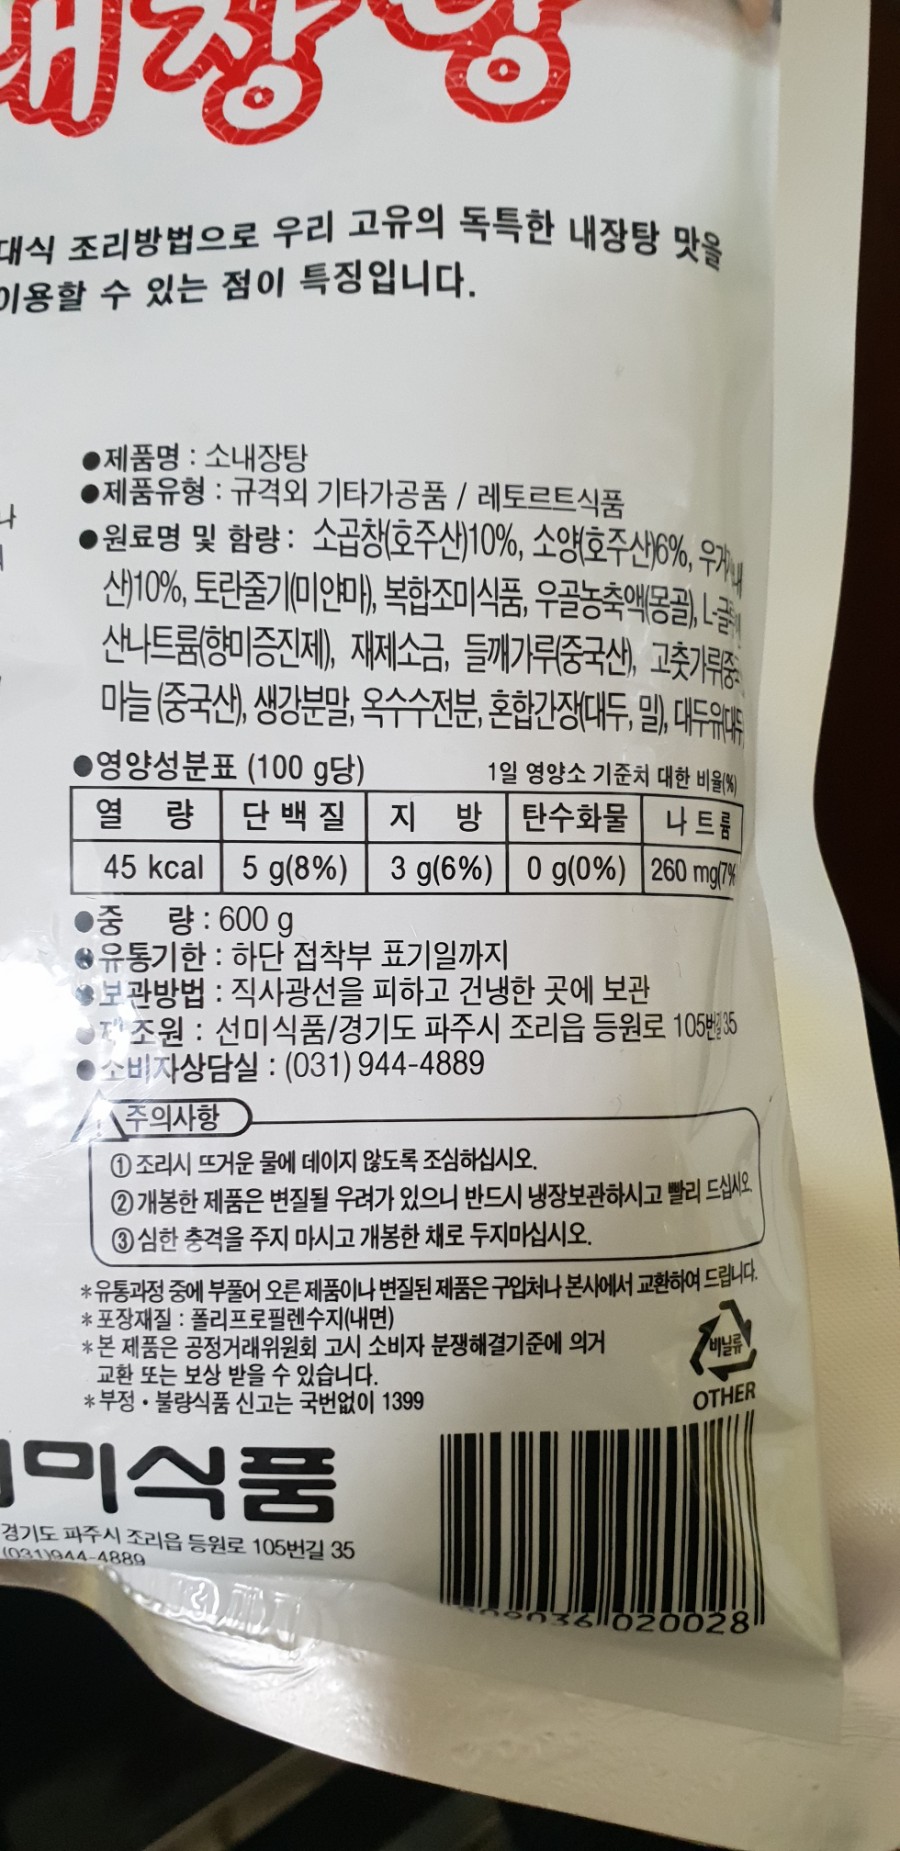 내장탕
대식 조리방법으로 우리 고유의 독특한 내장탕 맛을
이용할 수 있는 점이 특징입니다.
●제품명 : 소내장탕
●제품유형 : 규격외 기타가공품 / 레토르트식품
●원료명 및 함량 : 소곱창(호주산)10%, 소양(호주산)6%,
산)10%, 토란줄기(미얀마), 복합조미식품, 우골농축액(몽골),
산나트륨(향미증진제), 재제소금, 들깨가루(중국산),
마늘 (중국산), 생강분말, 옥수수전분, 혼합간장(대두, 밀),
●영양성분표 (100 g당) 1일 영양소 기준치 대한 비율(%)
열 량 단 백 질 지 방 탄수화물 나 트 륨
45 kcal 5 g(8%) 3 g(6%) 0 g(0%) 260 mg(7%
●중 량 : 600 g
●유통기한 : 하단 접착부 표기일까지
●보관방법 : 직사광선을 피하고 건냉한 곳에 보관
●제조원 : 선미식품/경기도 파주시 조리읍 등원로 105번길 35
●소비자상담실 : (031) 944-4889
주의사항
① 조리시 뜨거운 물에 데이지 않도록 조심하십시오.
② 개봉한 제품은 변질될 우려가 있으니 반드시 냉장보관하시고 빨리 드십시오.
③ 심한 충격을 주지 마시고 개봉한 채로 두지마십시오.
*유통과정 중에 부풀어 오른 제품이나 변질된 제품은 구입처나 본사에서 교환하여 드립니다.
*포장재질 : 폴리프로필렌수지(내면)
*본 제품은 공정거래위원회 고시 소비자 분쟁해결기준에 의거
교환 또는 보상 받을 수 있습니다.
*부정·불량식품 신고는 국번없이 1399
비닐류
OTHER
미식품
경기도 파주시 조리읍 등원로 105번길 35
(031)944-4889
020028